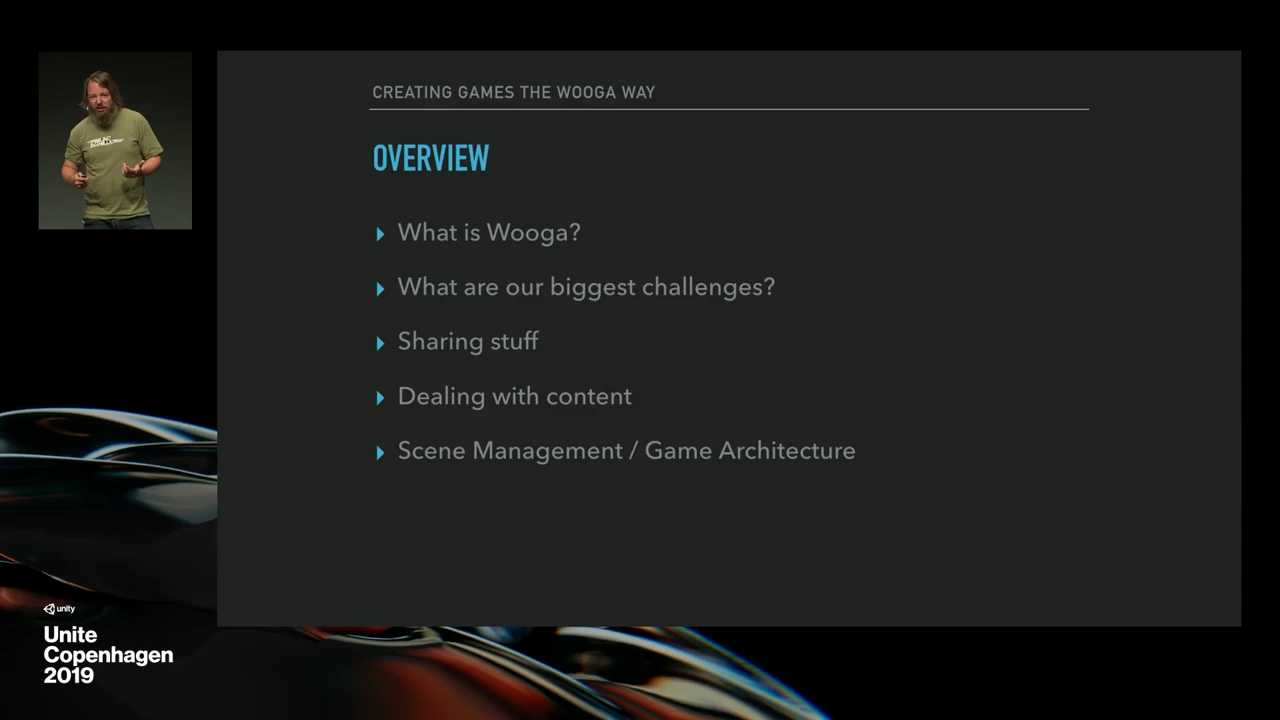 CREATING GAMES THE WOOGA WAY
OVERVIEW
What is Wooga?
What are our biggest challenges?
Sharing stuff
Dealing with content
Scene Management / Game Architecture
unity
Unite
Copenhagen
2019